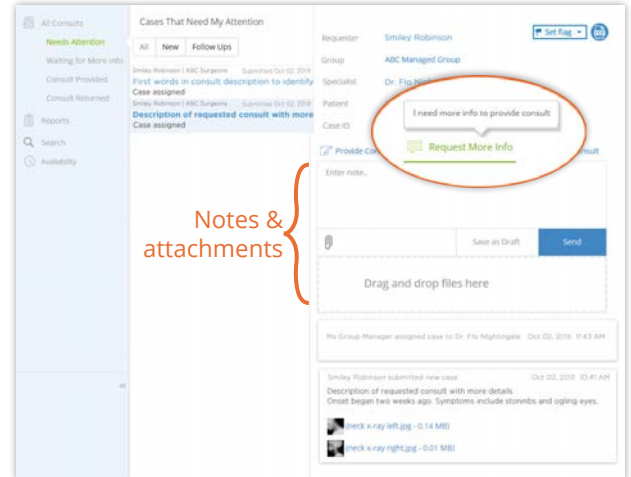 All Consults
Needs Attention
Waiting for More Info
Consult Provided
Consult Returned
Reports
Search
Availability
Cases That Need My Attention
All New Follow Ups
Smiley Robinson | ABC Surgeons Submitted Oct 02, 2018
First words in consult description to identify
Case assigned
Smiley Robinson | ABC Surgeons Submitted Oct 02, 2018
Description of requested consult with more
Case assigned
Set flag
Requester Smiley Robinson
Group ABC Managed Group
Specialist Dr. Flo Nightingale
Patient
Case ID
I need more info to provide consult
Provide Con
Request More Info
nsult
Enter note..
Save as Draft Send
Notes &
attachments
Drag and drop files here
Ms Group Manager assigned case to Dr. Flo Nightingale Oct 02, 2018 11:43 AM
Smiley Robinson submitted new case Oct 02, 2018 10:41 AM
Description of requested consult with more details
Onset began two weeks ago. Symptoms include stonmbs and ogling eyes.
(neck x-ray left.jpg - 0.14 MB)
(neck x-ray right.jpg - 0.01 MB)